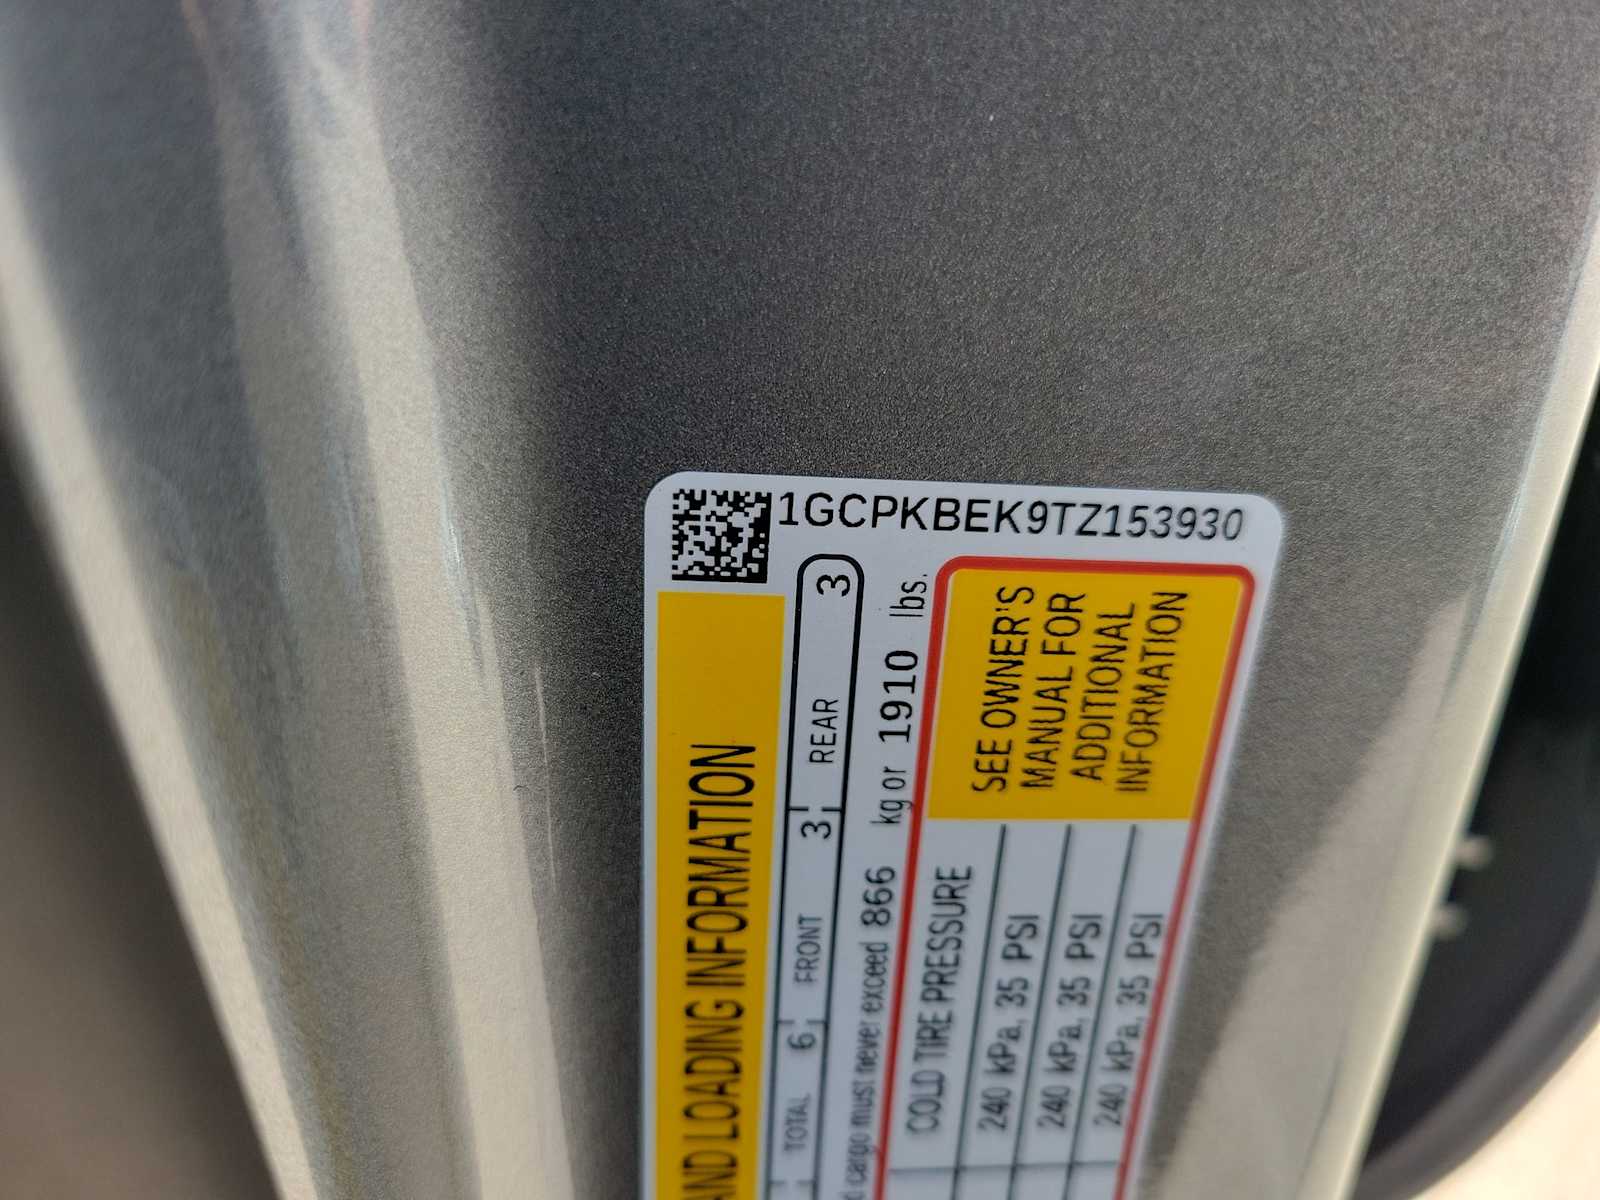 1GCPKBEK9TZ153930
AND LOADING INFORMATION
TOTAL 6 FRONT 3 REAR 3
cargo must never exceed 866 kg or 1910 lbs.
COLD TIRE PRESSURE
240 kPa, 35 PSI
240 kPa, 35 PSI
240 kPa, 35 PSI
SEE OWNER'S
MANUAL FOR
ADDITIONAL
INFORMATION